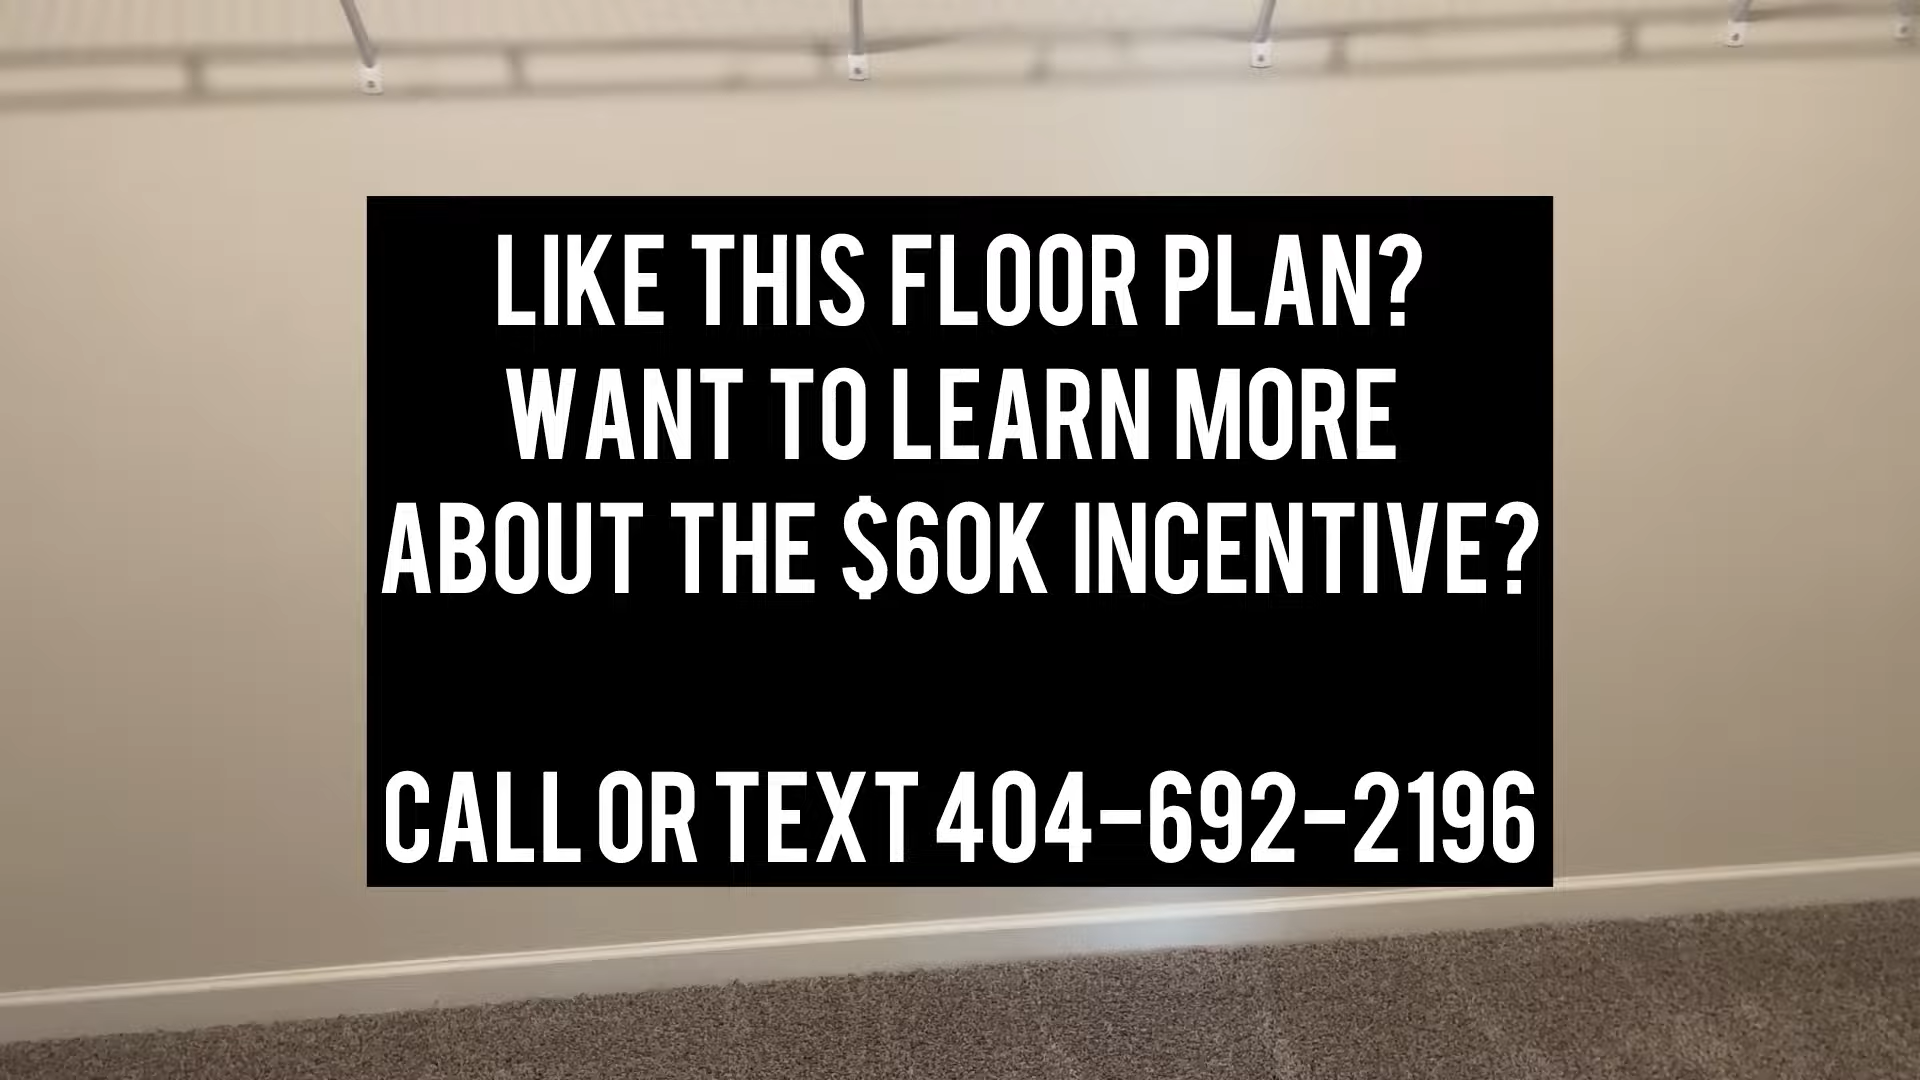 LIKE THIS FLOOR PLAN?
WANT TO LEARN MORE
ABOUT THE $60K INCENTIVE?
CALL OR TEXT 404-692-2196